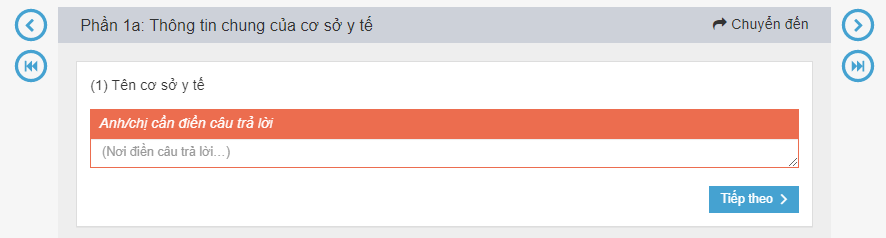 Phần 1a: Thông tin chung của cơ sở y tế
Chuyển đến
(1) Tên cơ sở y tế
Anh/chị cần điền câu trả lời
(Nơi điền câu trả lời...)
Tiếp theo